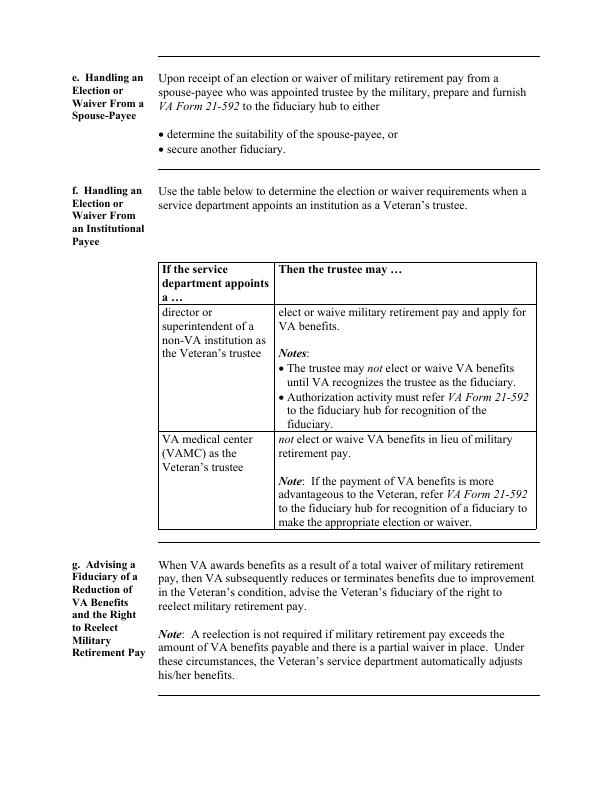 e. Handling an
Election or
Waiver From a
Spouse-Payee
Upon receipt of an election or waiver of military retirement pay from a
spouse-payee who was appointed trustee by the military, prepare and furnish
VA Form 21-592 to the fiduciary hub to either
• determine the suitability of the spouse-payee, or
• secure another fiduciary.
f. Handling an
Election or
Waiver From
an Institutional
Payee
Use the table below to determine the election or waiver requirements when a
service department appoints an institution as a Veteran’s trustee.
If the service
department appoints
a …
Then the trustee may …
director or
superintendent of a
non-VA institution as
the Veteran’s trustee
elect or waive military retirement pay and apply for
VA benefits.
Notes:
• The trustee may not elect or waive VA benefits
until VA recognizes the trustee as the fiduciary.
• Authorization activity must refer VA Form 21-592
to the fiduciary hub for recognition of the
fiduciary.
VA medical center
(VAMC) as the
Veteran’s trustee
not elect or waive VA benefits in lieu of military
retirement pay.
Note: If the payment of VA benefits is more
advantageous to the Veteran, refer VA Form 21-592
to the fiduciary hub for recognition of a fiduciary to
make the appropriate election or waiver.
g. Advising a
Fiduciary of a
Reduction of
VA Benefits
and the Right
to Reelect
Military
Retirement Pay
When VA awards benefits as a result of a total waiver of military retirement
pay, then VA subsequently reduces or terminates benefits due to improvement
in the Veteran’s condition, advise the Veteran’s fiduciary of the right to
reelect military retirement pay.
Note: A reelection is not required if military retirement pay exceeds the
amount of VA benefits payable and there is a partial waiver in place. Under
these circumstances, the Veteran’s service department automatically adjusts
his/her benefits.